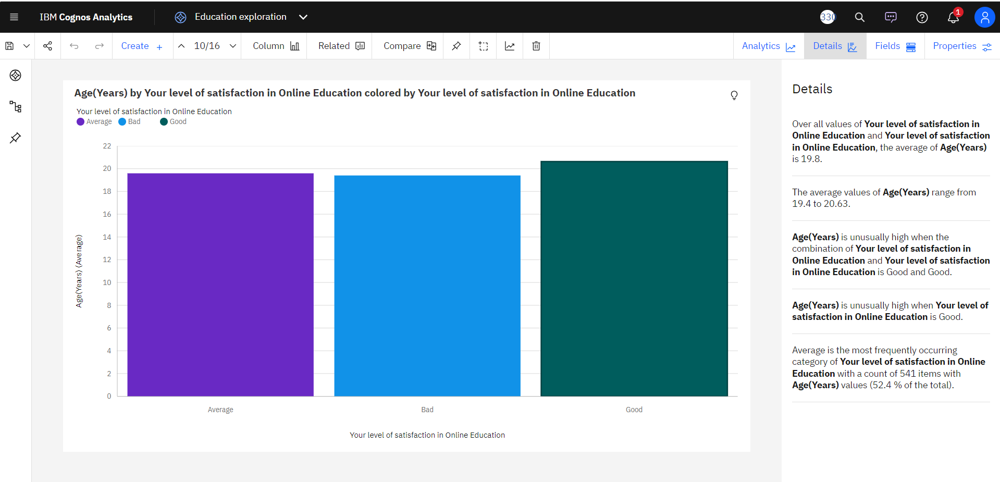 IBM Cognos Analytics
Education exploration
330
1
Create +
10/16
Column
Related
Compare
Analytics
Details
Fields
Properties
Age(Years) by Your level of satisfaction in Online Education colored by Your level of satisfaction in Online Education
Your level of satisfaction in Online Education
Average
Bad
Good
22
20
18
16
14
12
10
8
6
4
2
0
Age(Years) (Average)
Average
Bad
Good
Your level of satisfaction in Online Education
Details
Over all values of Your level of satisfaction in
Online Education and Your level of satisfaction
in Online Education, the average of Age(Years)
is 19.8.
The average values of Age(Years) range from
19.4 to 20.63.
Age(Years) is unusually high when the
combination of Your level of satisfaction in
Online Education and Your level of satisfaction
in Online Education is Good and Good.
Age(Years) is unusually high when Your level of
satisfaction in Online Education is Good.
Average is the most frequently occurring
category of Your level of satisfaction in Online
Education with a count of 541 items with
Age(Years) values (52.4 % of the total).